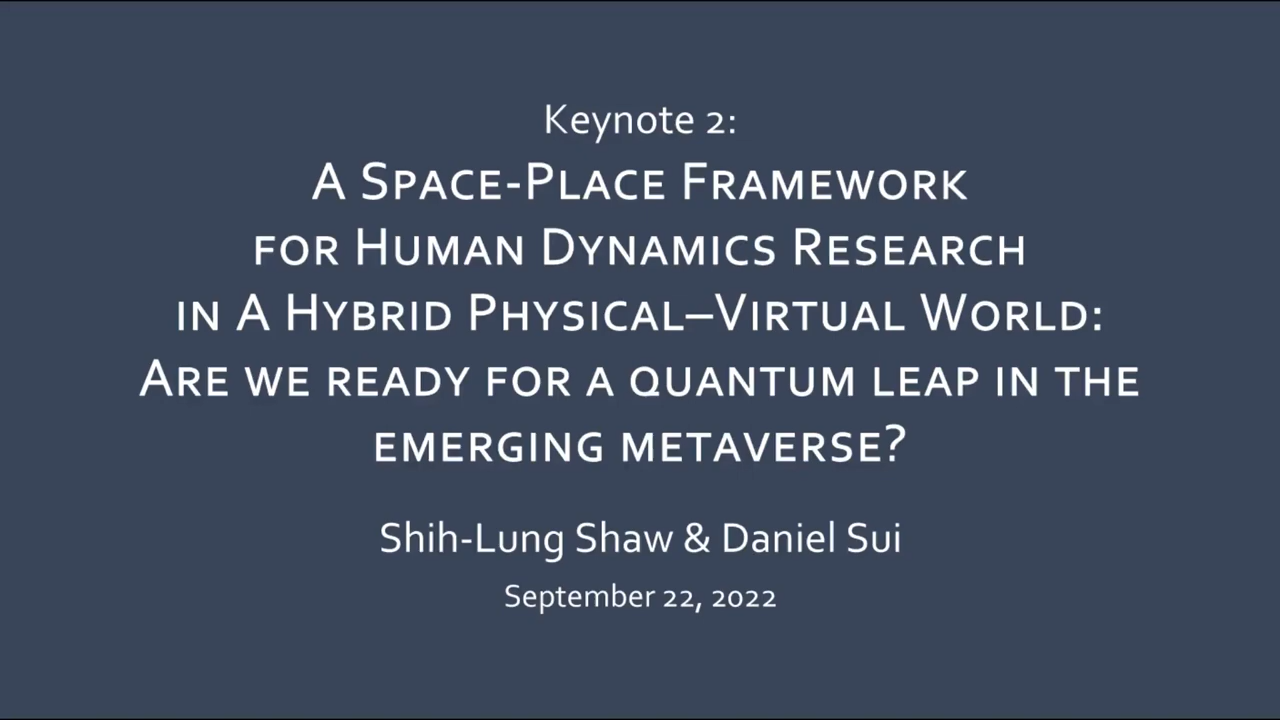 Keynote 2:
A Space-Place Framework
for Human Dynamics Research
in A Hybrid Physical–Virtual World:
Are we ready for a quantum leap in the
emerging metaverse?
Shih-Lung Shaw & Daniel Sui
September 22, 2022